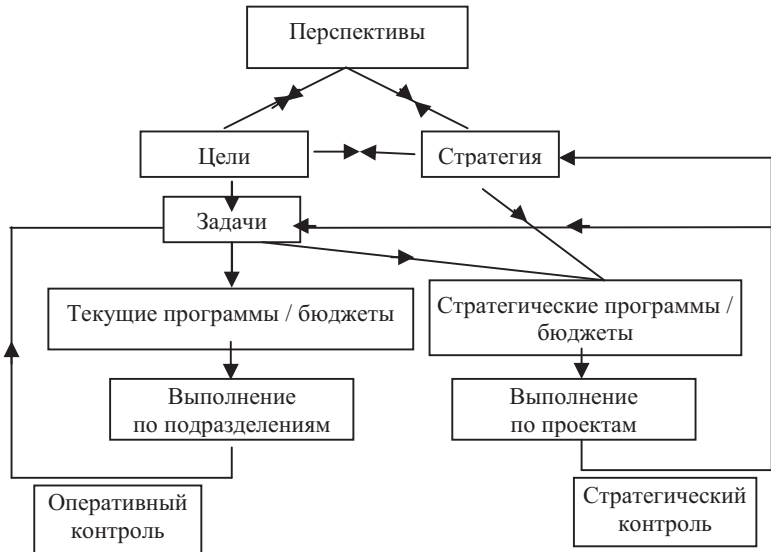 Перспективы
Цели
Стратегия
Задачи
Текущие программы / бюджеты
Стратегические программы /
бюджеты
Выполнение
по подразделениям
Выполнение
по проектам
Оперативный
контроль
Стратегический
контроль